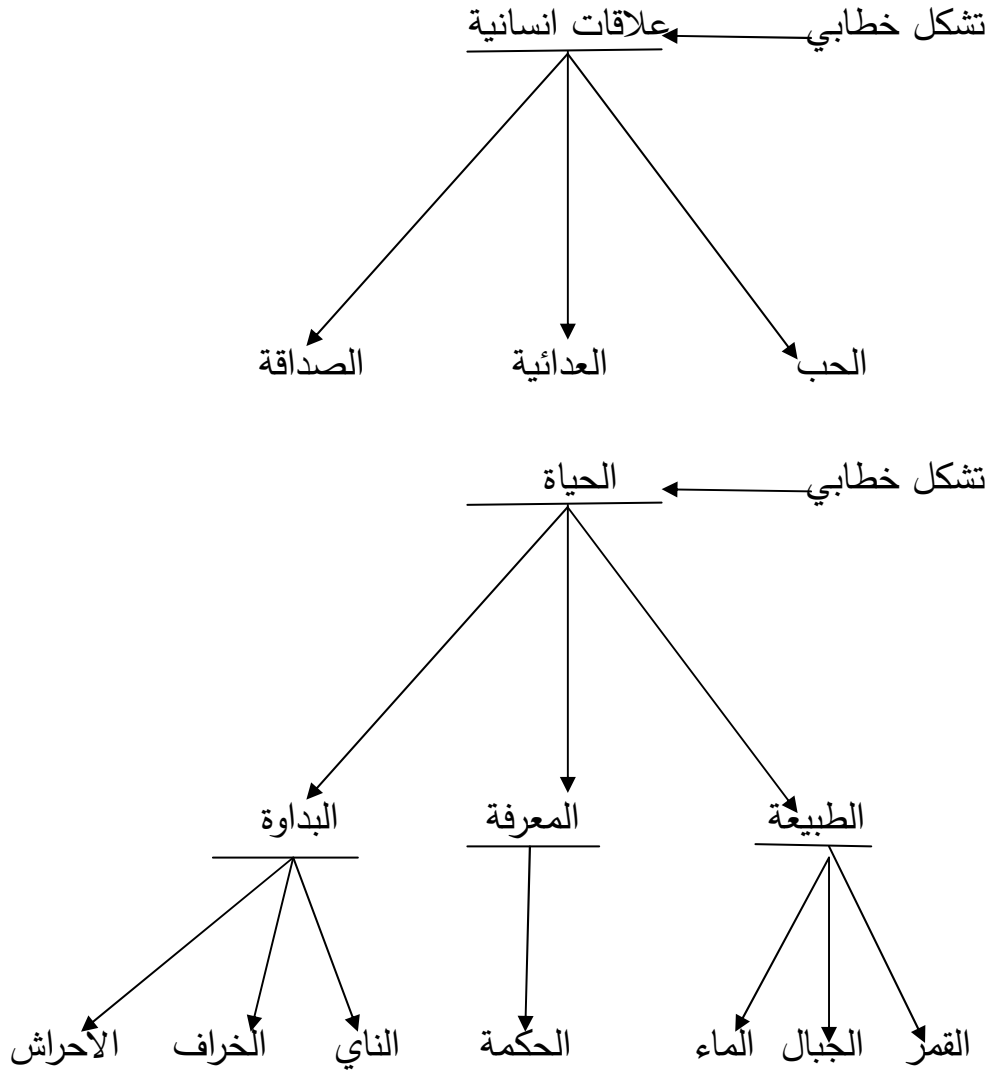 تشكل خطابي علاقات انسانية
الحب العدائية الصداقة
تشكل خطابي الحياة
الطبيعة المعرفة البداوة
القمر الجبال الماء الحكمة الناي الخراف الاحراش